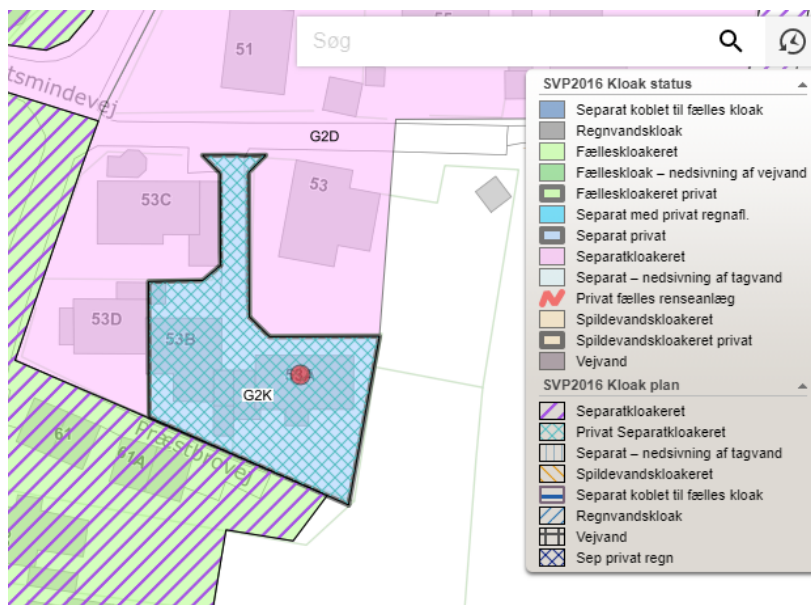 55
Søg
51
tsmindevej
G2D
53C
53
53D
53B
53A
G2K
Præstbrovej
61
61A
SVP2016 Kloak status
Separat koblet til fælles kloak
Regnvandskloak
Fælleskloakeret
Fælleskloak – nedsivning af vejvand
Fælleskloakeret privat
Separat med privat regnafl.
Separat privat
Separatkloakeret
Separat – nedsivning af tagvand
Privat fælles renseanlæg
Spildevandskloakeret
Spildevandskloakeret privat
Vejvand
SVP2016 Kloak plan
Separatkloakeret
Privat Separatkloakeret
Separat – nedsivning af tagvand
Spildevandskloakeret
Separat koblet til fælles kloak
Regnvandskloak
Vejvand
Sep privat regn